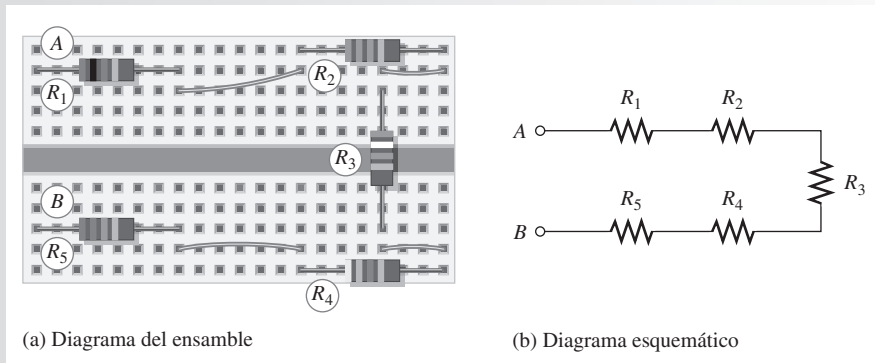 A
R1
R2
R3
B
R5
R4
(a) Diagrama del ensamble
R1 R2
A
R3
R5 R4
B
(b) Diagrama esquemático